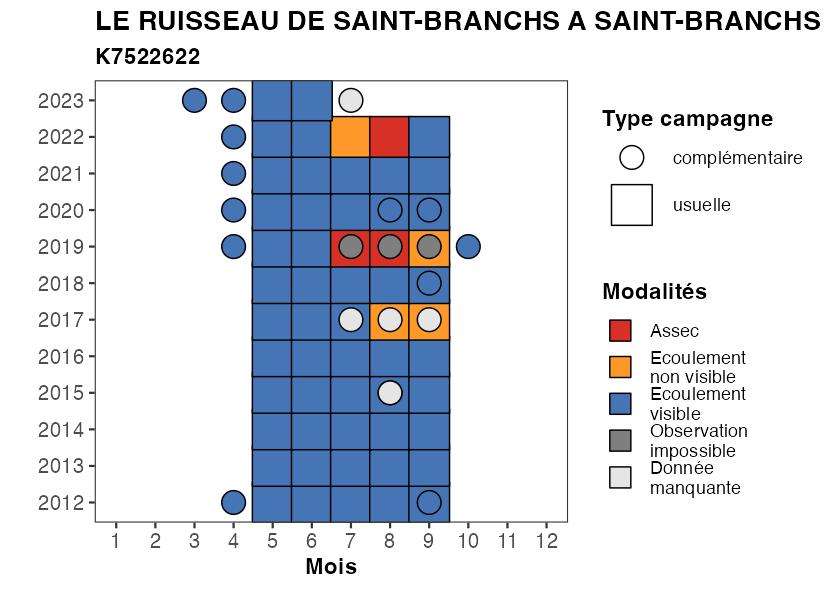 LE RUISSEAU DE SAINT-BRANCHS A SAINT-BRANCHS
K7522622
2023
2022
2021
2020
2019
2018
2017
2016
2015
2014
2013
2012
1 2 3 4 5 6 7 8 9 10 11 12
Mois
Type campagne
complémentaire
usuelle
Modalités
Assec
Ecoulement
non visible
Ecoulement
visible
Observation
impossible
Donnée
manquante